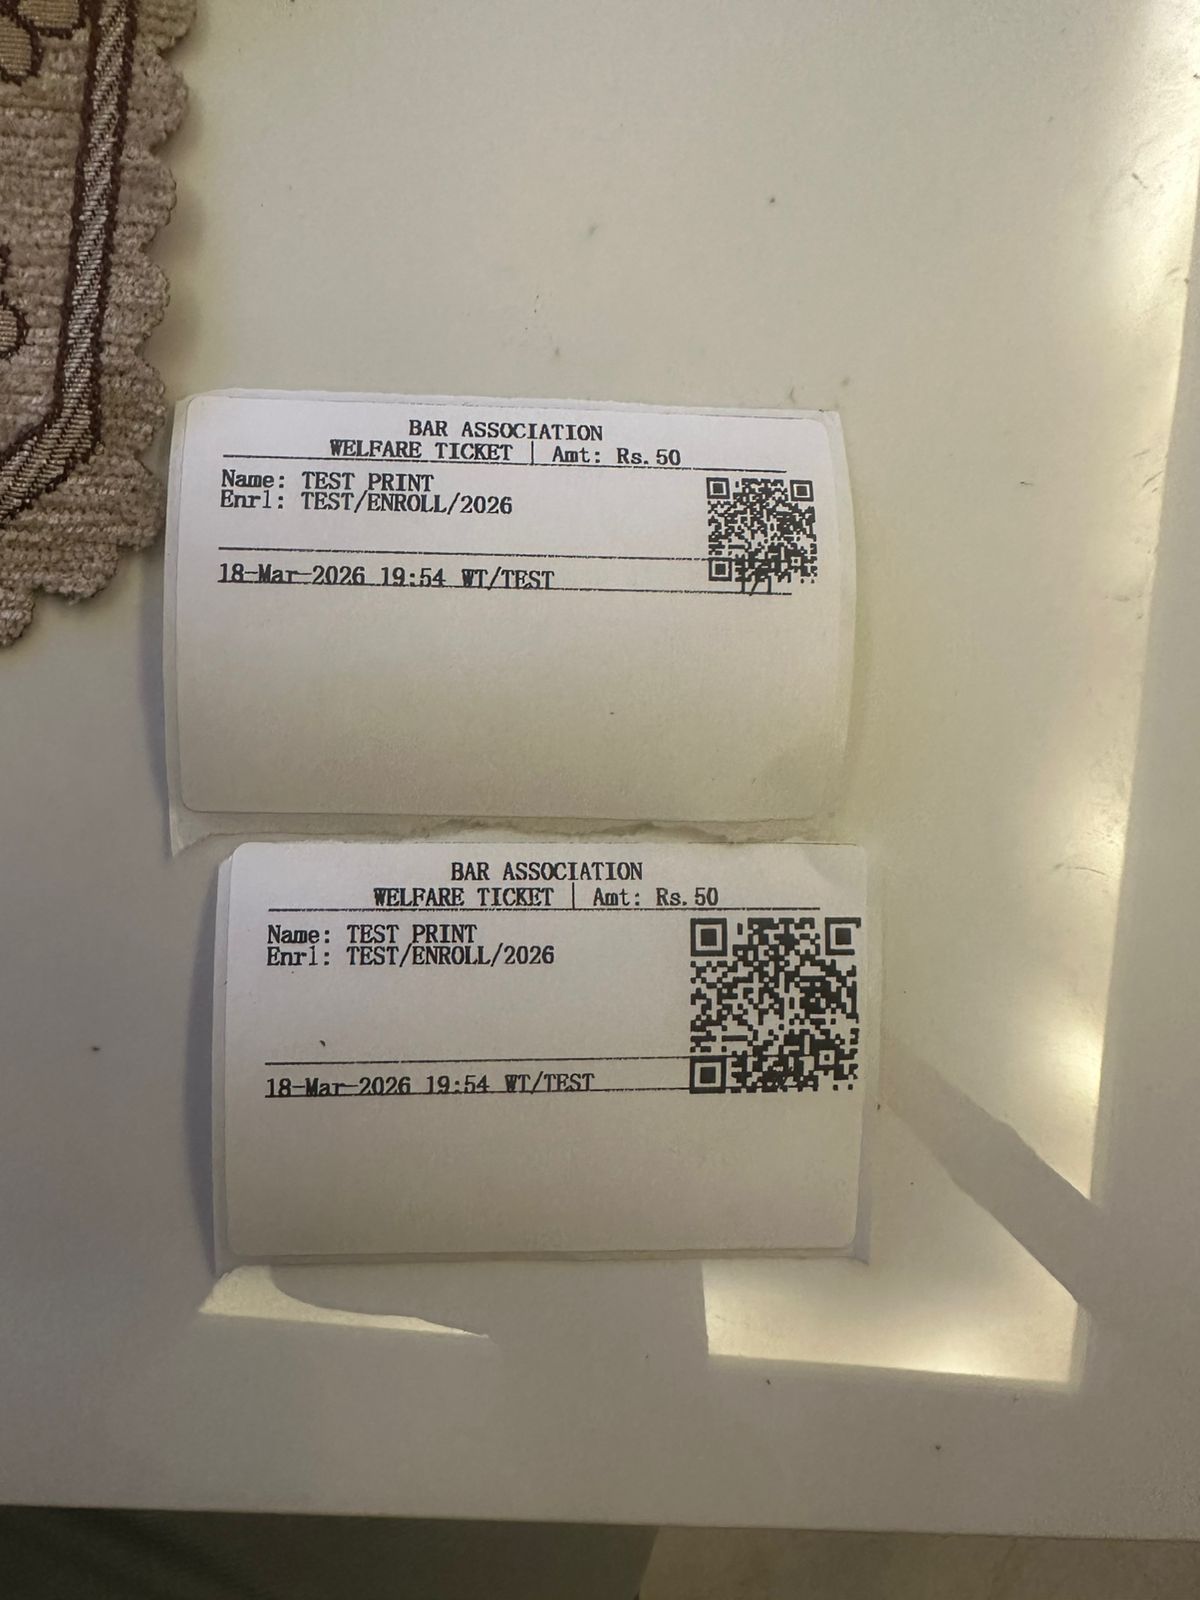 BAR ASSOCIATION
WELFARE TICKET | Amt: Rs.50
Name: TEST PRINT
Enrl: TEST/ENROLL/2026
18-Mar-2026 19:54 WT/TEST 1/1
BAR ASSOCIATION
WELFARE TICKET | Amt: Rs.50
Name: TEST PRINT
Enrl: TEST/ENROLL/2026
18-Mar-2026 19:54 WT/TEST